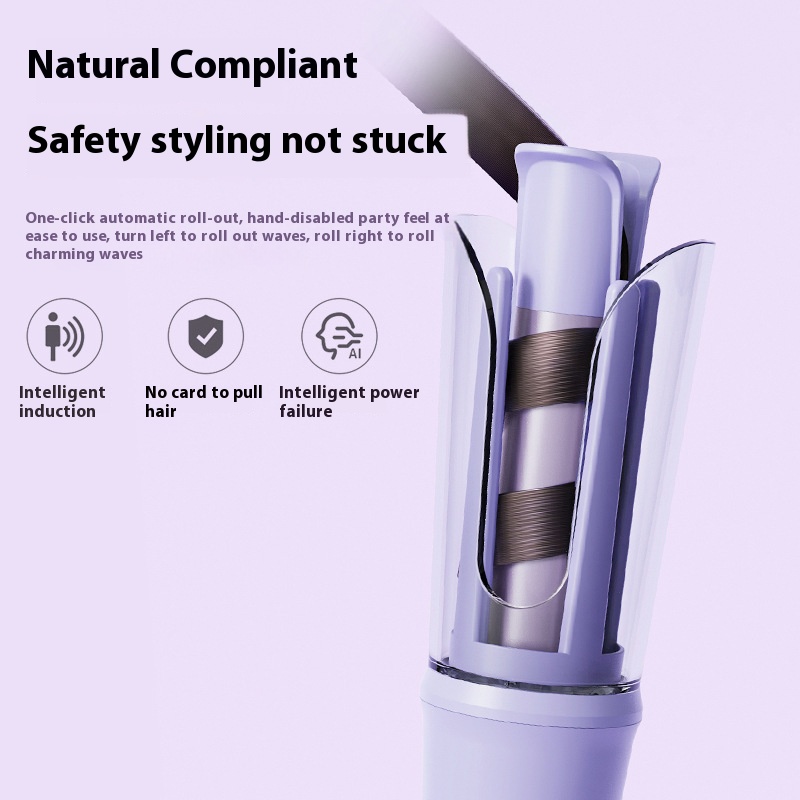 Natural Compliant
Safety styling not stuck
One-click automatic roll-out, hand-disabled party feel at
ease to use, turn left to roll out waves, roll right to roll
charming waves
AI
Intelligent
induction
No card to pull
hair
Intelligent power
failure